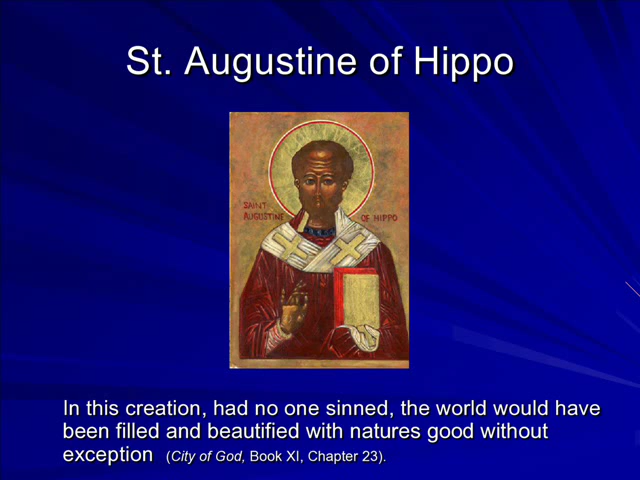 St. Augustine of Hippo
SAINT
AUGUSTINE OF HIPPO
In this creation, had no one sinned, the world would have
been filled and beautified with natures good without
exception (City of God, Book XI, Chapter 23).